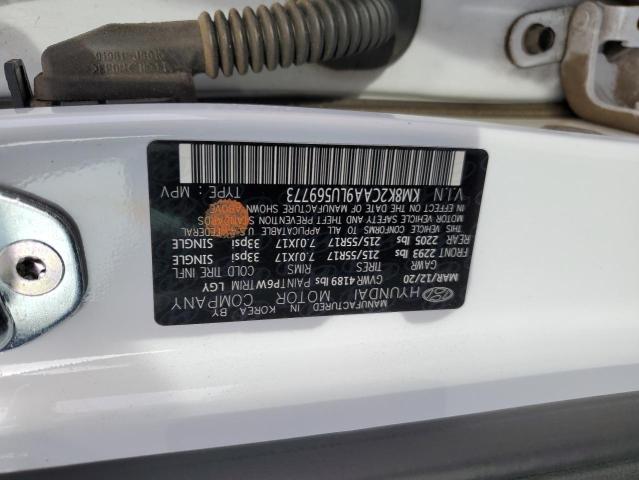 MANUFACTURED BY
HYUNDAI MOTOR COMPANY
IN KOREA
MAR/12/20 GVWR 4189 lbs PAINT P6W TRIM LGY
GAWR TIRES RIMS COLD TIRE INFL
FRONT 2293 lbs 215/55R17 7.0JX17 33psi SINGLE
REAR 2205 lbs 215/55R17 7.0JX17 33psi SINGLE
THIS VEHICLE CONFORMS TO ALL APPLICABLE U.S. FEDERAL
MOTOR VEHICLE SAFETY AND THEFT PREVENTION STANDARDS
IN EFFECT ON THE DATE OF MANUFACTURE SHOWN ABOVE
V.I.N KM8K2CAA9LU569773 TYPE : MPV